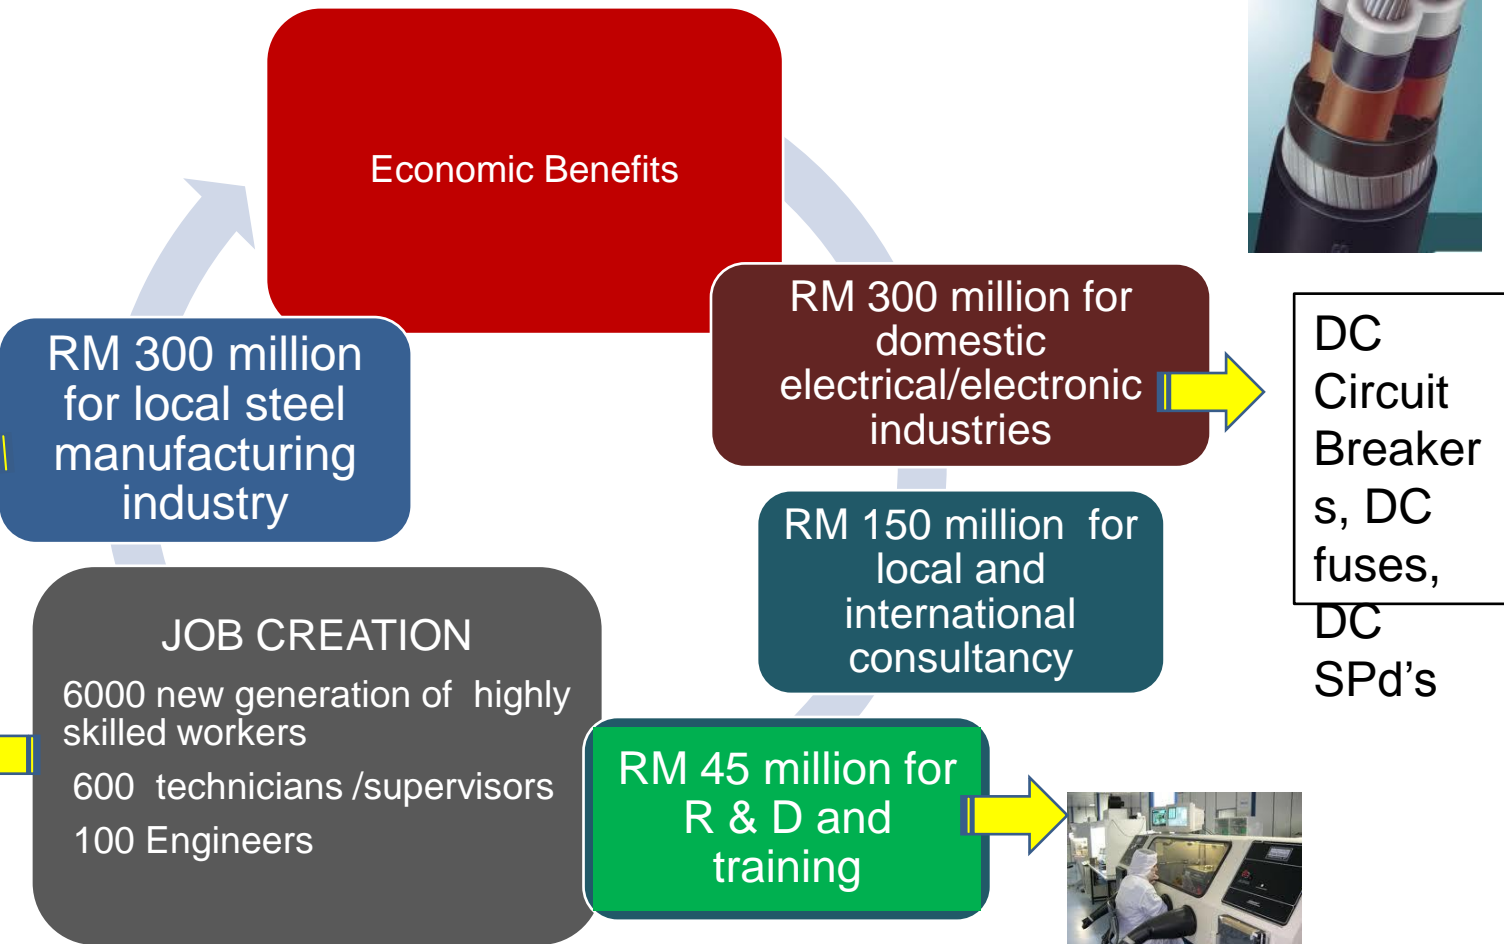 Economic Benefits
RM 300 million for
domestic
electrical/electronic
industries
DC
Circuit
Breaker
s, DC
fuses,
DC
SPd’s
RM 150 million  for
local and
international
consultancy
RM 45 million for
R & D and
training
JOB CREATION
6000 new generation of  highly
skilled workers
600  technicians /supervisors
100 Engineers
RM 300 million
for local steel
manufacturing
industry